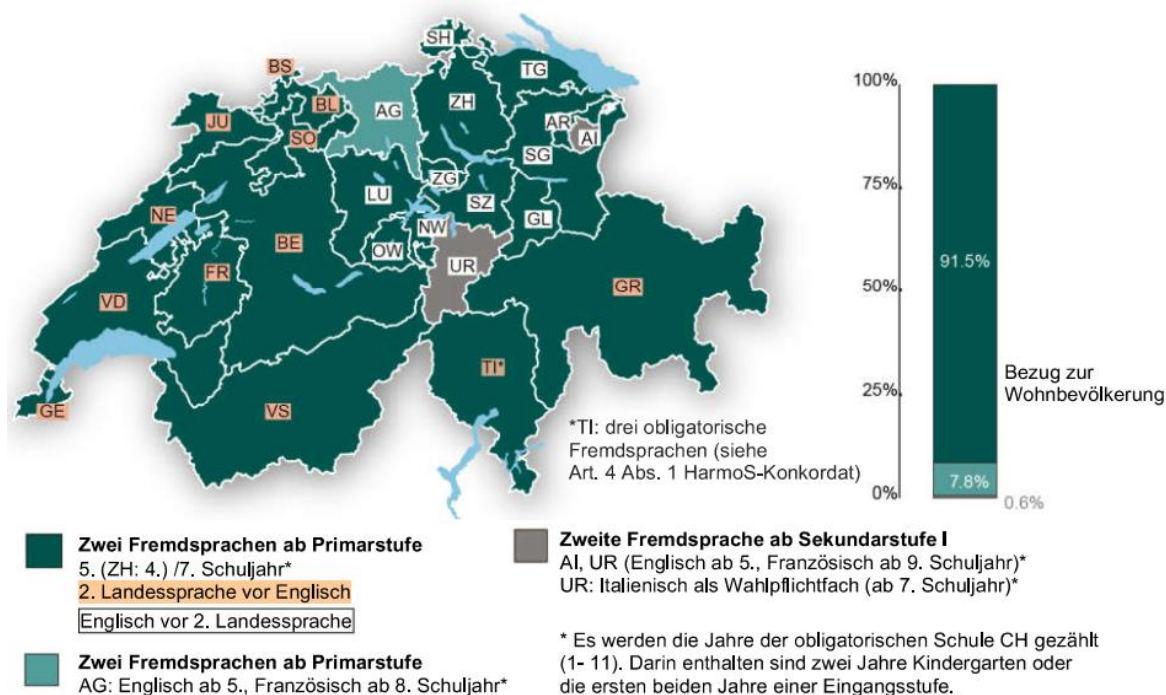 SH
BS
TG
BL
AG
ZH
JU
AR
AI
SO
SG
ZG
LU
SZ
NE
NW
GL
BE
OW
UR
FR
GR
VD
TI*
GE
VS
*TI: drei obligatorische
Fremdsprachen (siehe
Art. 4 Abs. 1 HarmoS-Konkordat)
100%
75%
50%
25%
0%
91.5%
7.8%
0.6%
Bezug zur
Wohnbevölkerung
Zwei Fremdsprachen ab Primarstufe
5. (ZH: 4.) /7. Schuljahr*
2. Landessprache vor Englisch
Englisch vor 2. Landessprache
Zwei Fremdsprachen ab Primarstufe
AG: Englisch ab 5., Französisch ab 8. Schuljahr*
Zweite Fremdsprache ab Sekundarstufe I
AI, UR (Englisch ab 5., Französisch ab 9. Schuljahr)*
UR: Italienisch als Wahlpflichtfach (ab 7. Schuljahr)*
* Es werden die Jahre der obligatorischen Schule CH gezählt
(1- 11). Darin enthalten sind zwei Jahre Kindergarten oder
die ersten beiden Jahre einer Eingangsstufe.